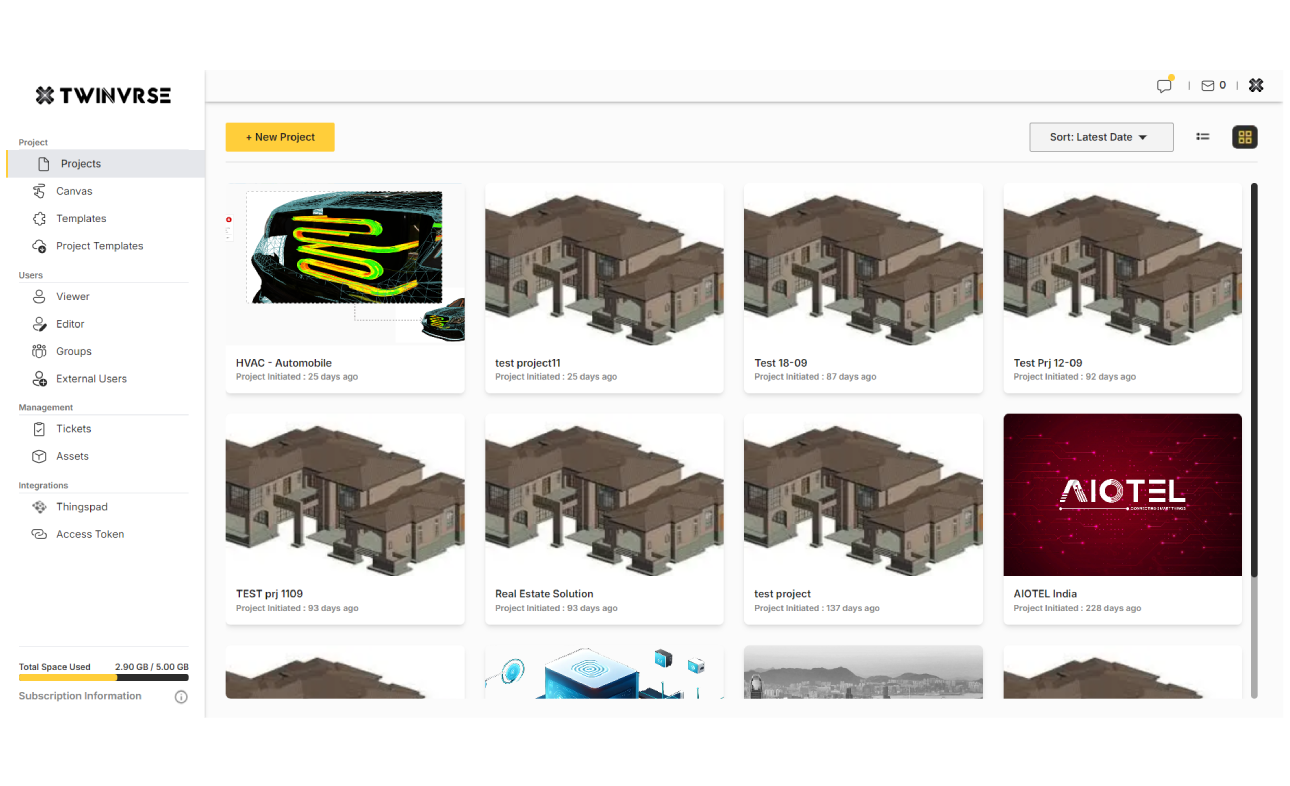 TWINVRSE
0
Project
Projects
Canvas
Templates
Project Templates
Users
Viewer
Editor
Groups
External Users
Management
Tickets
Assets
Integrations
Thingspad
Access Token
Total Space Used 2.90 GB / 5.00 GB
Subscription Information
+ New Project
Sort: Latest Date
HVAC - Automobile
Project Initiated : 25 days ago
test project11
Project Initiated : 25 days ago
Test 18-09
Project Initiated : 87 days ago
Test Prj 12-09
Project Initiated : 92 days ago
TEST prj 1109
Project Initiated : 93 days ago
Real Estate Solution
Project Initiated : 93 days ago
test project
Project Initiated : 137 days ago
AIOTEL
CONNECTING SMART THINGS
AIOTEL India
Project Initiated : 228 days ago